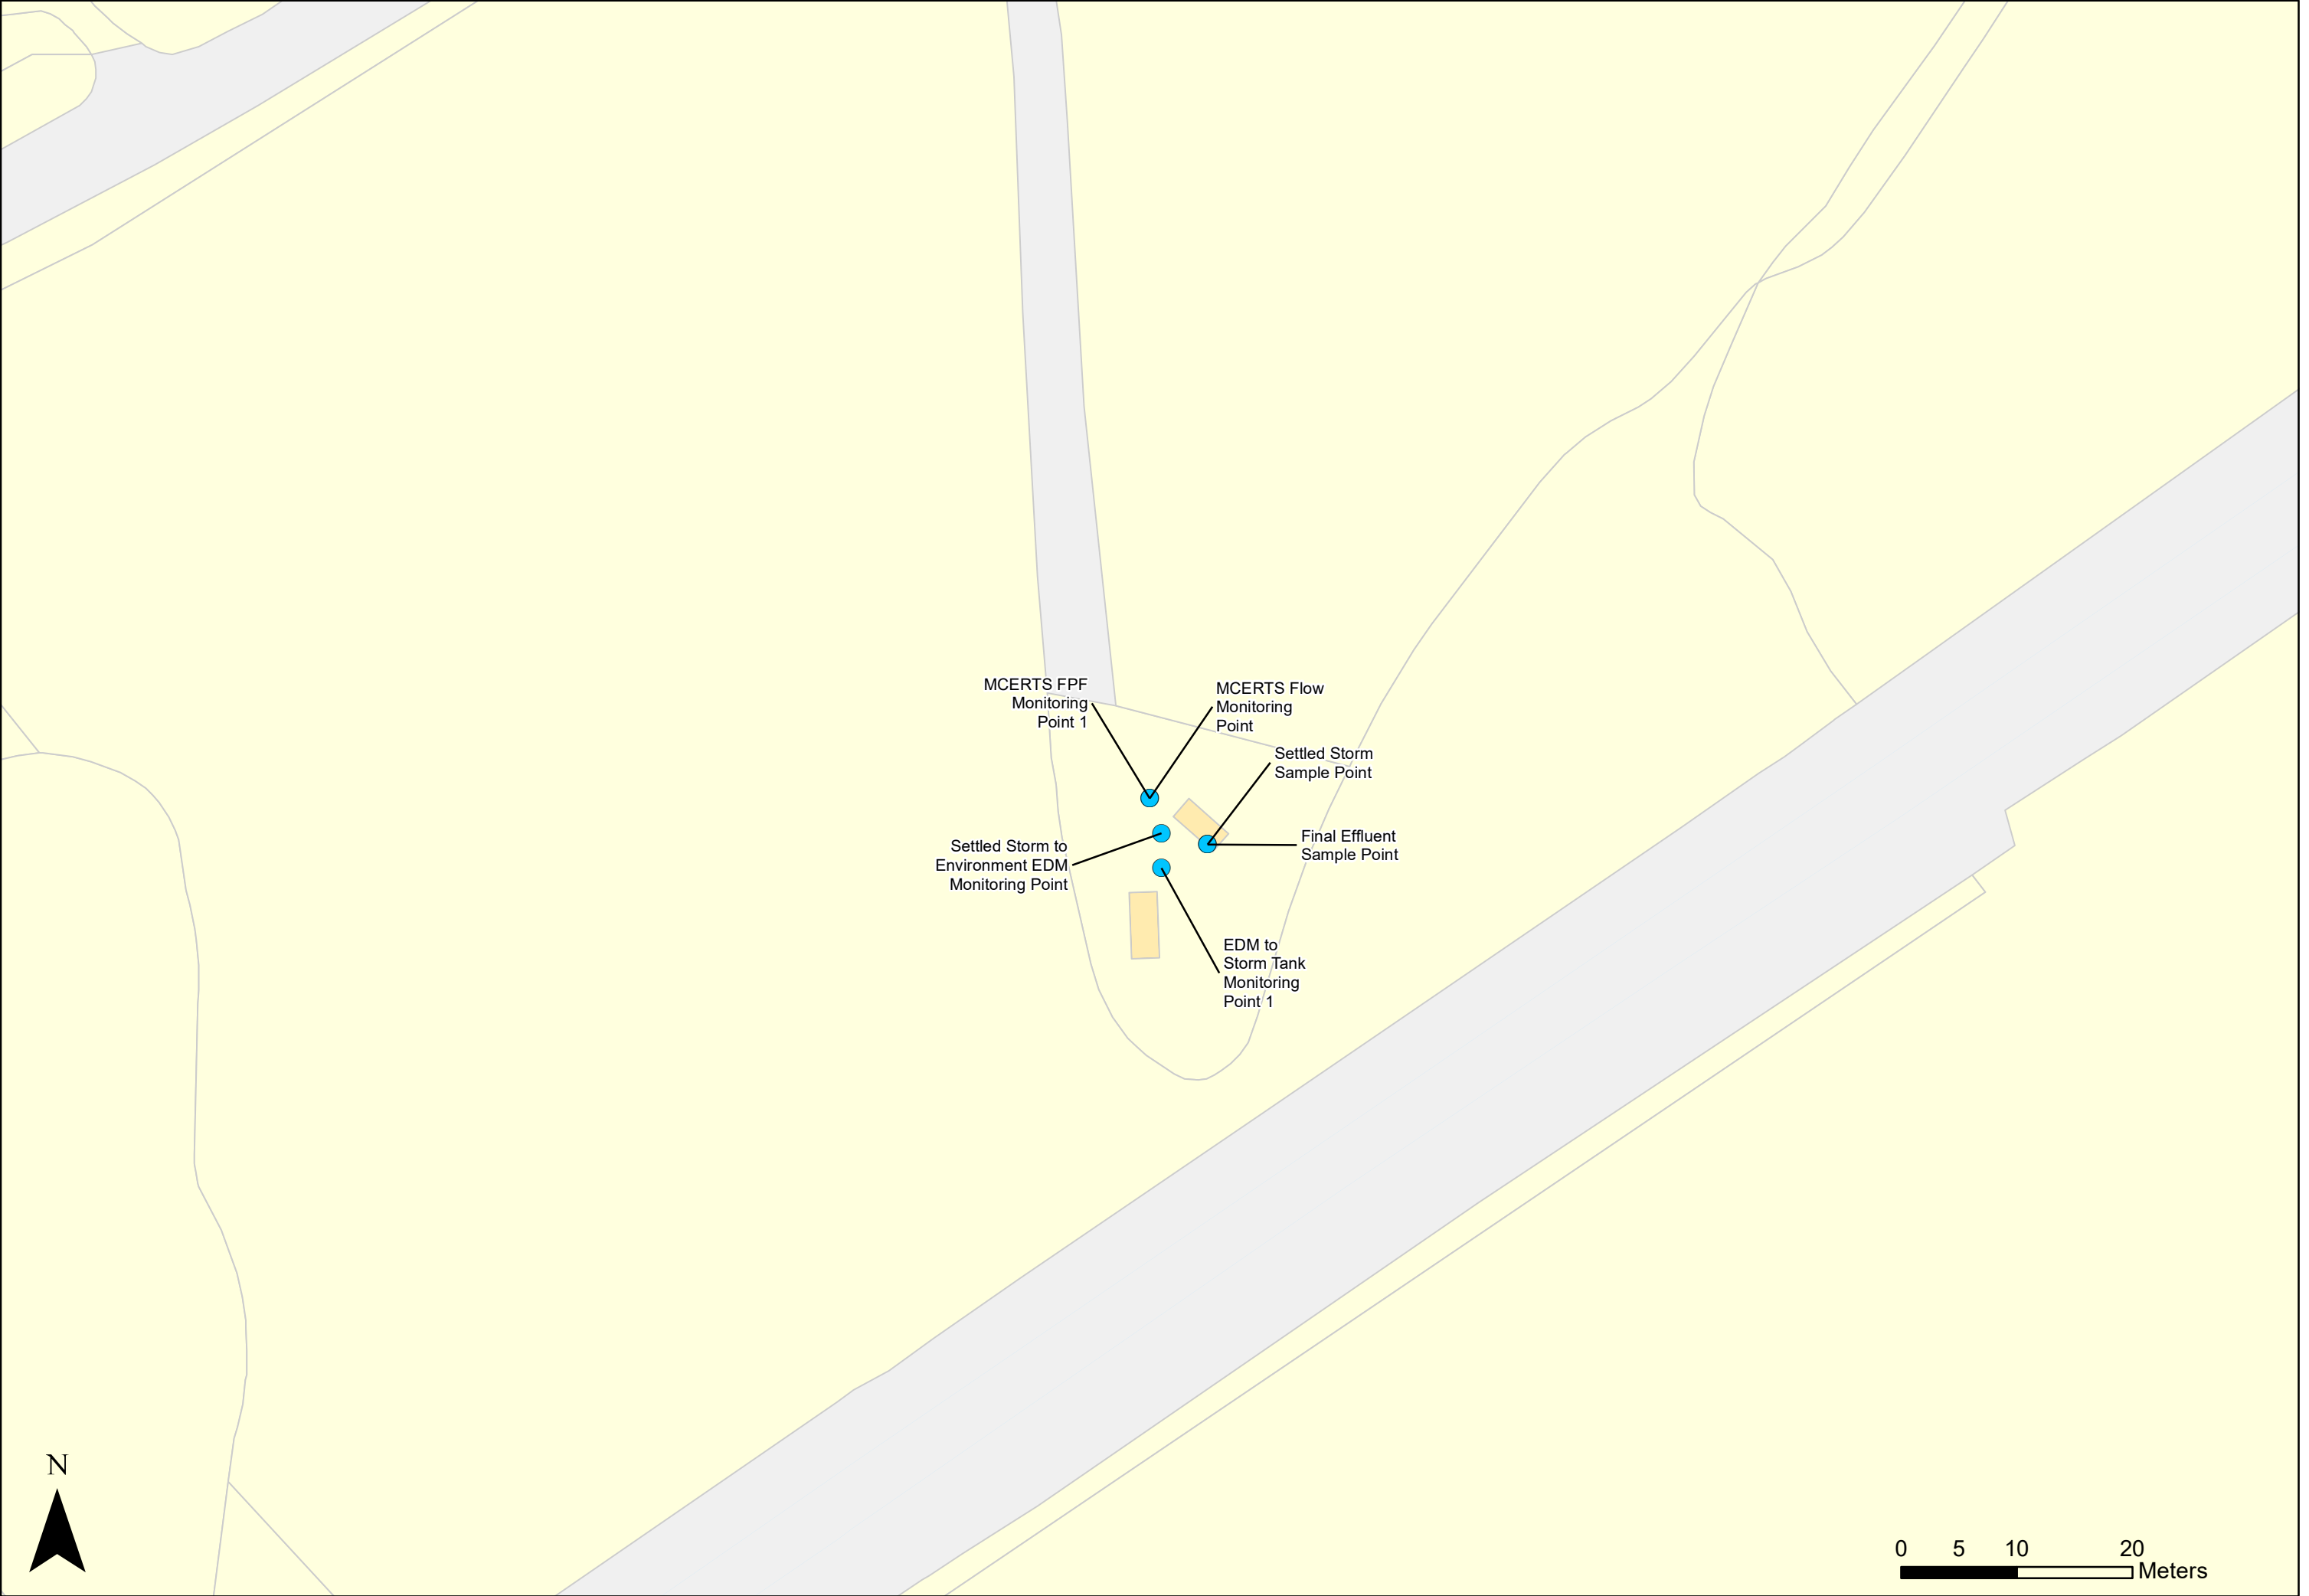 MCERTS FPF
Monitoring
Point 1
MCERTS Flow
Monitoring
Point
Settled Storm
Sample Point
Settled Storm to
Environment EDM
Monitoring Point
Final Effluent
Sample Point
EDM to
Storm Tank
Monitoring
Point 1
N
0 5 10 20
Meters